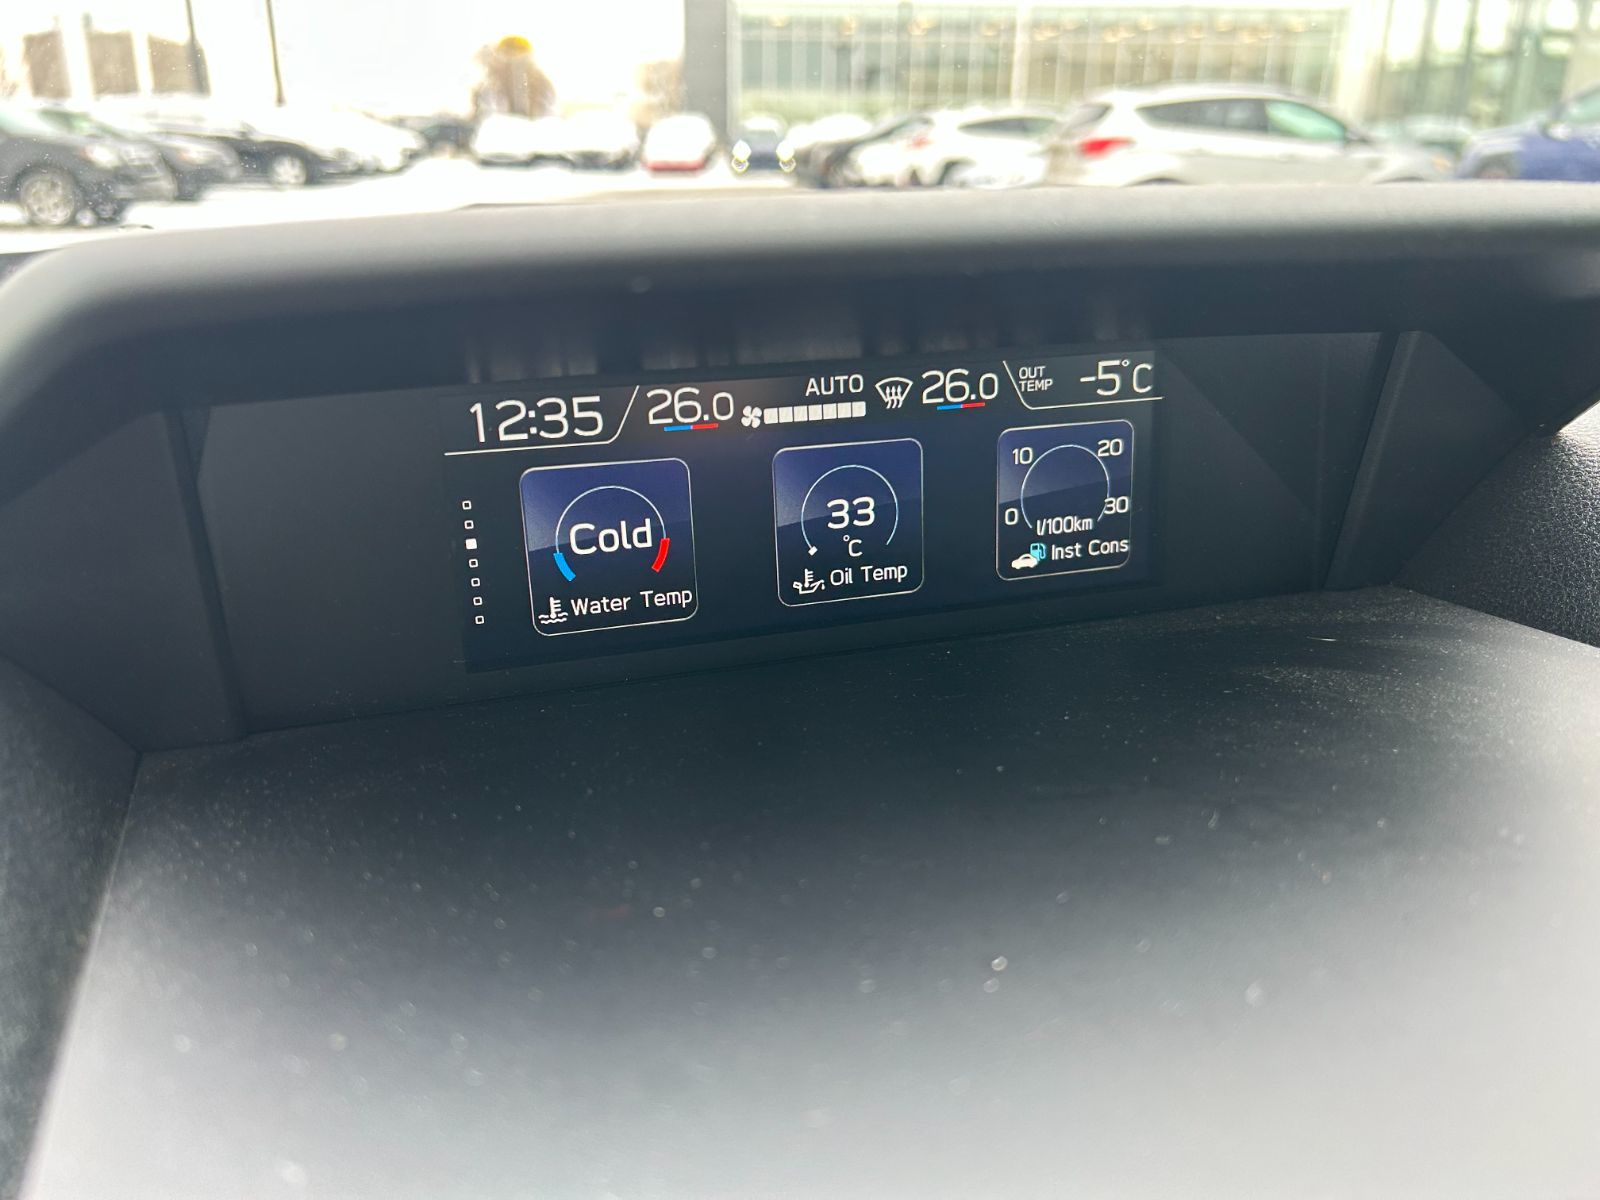 12:35 26.0 AUTO 26.0 OUT TEMP -5°C
Cold
Water Temp
33
°C
Oil Temp
10 20
0 30
l/100km
Inst Cons